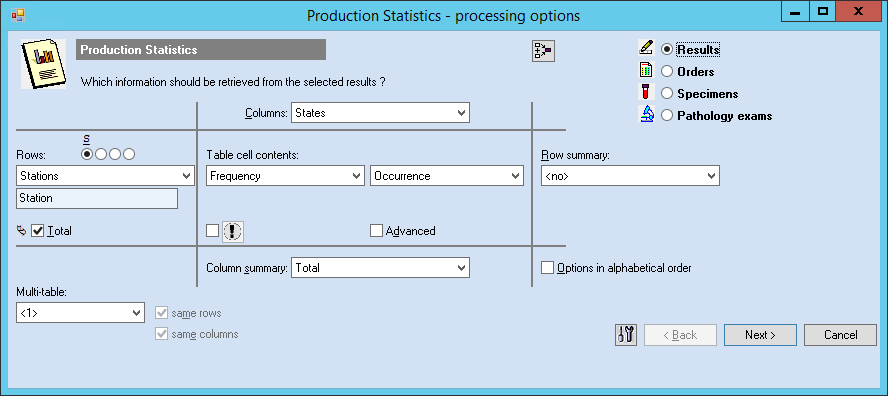 Production Statistics - processing options
Production Statistics
Which information should be retrieved from the selected results ?
Results
Orders
Specimens
Pathology exams
Columns: States
S
Rows:
Stations
Station
Total
Table cell contents:
Frequency Occurrence
! Advanced
Row summary:
<no>
Column summary: Total
Options in alphabetical order
Multi-table:
<1>
same rows
same columns
< Back Next > Cancel